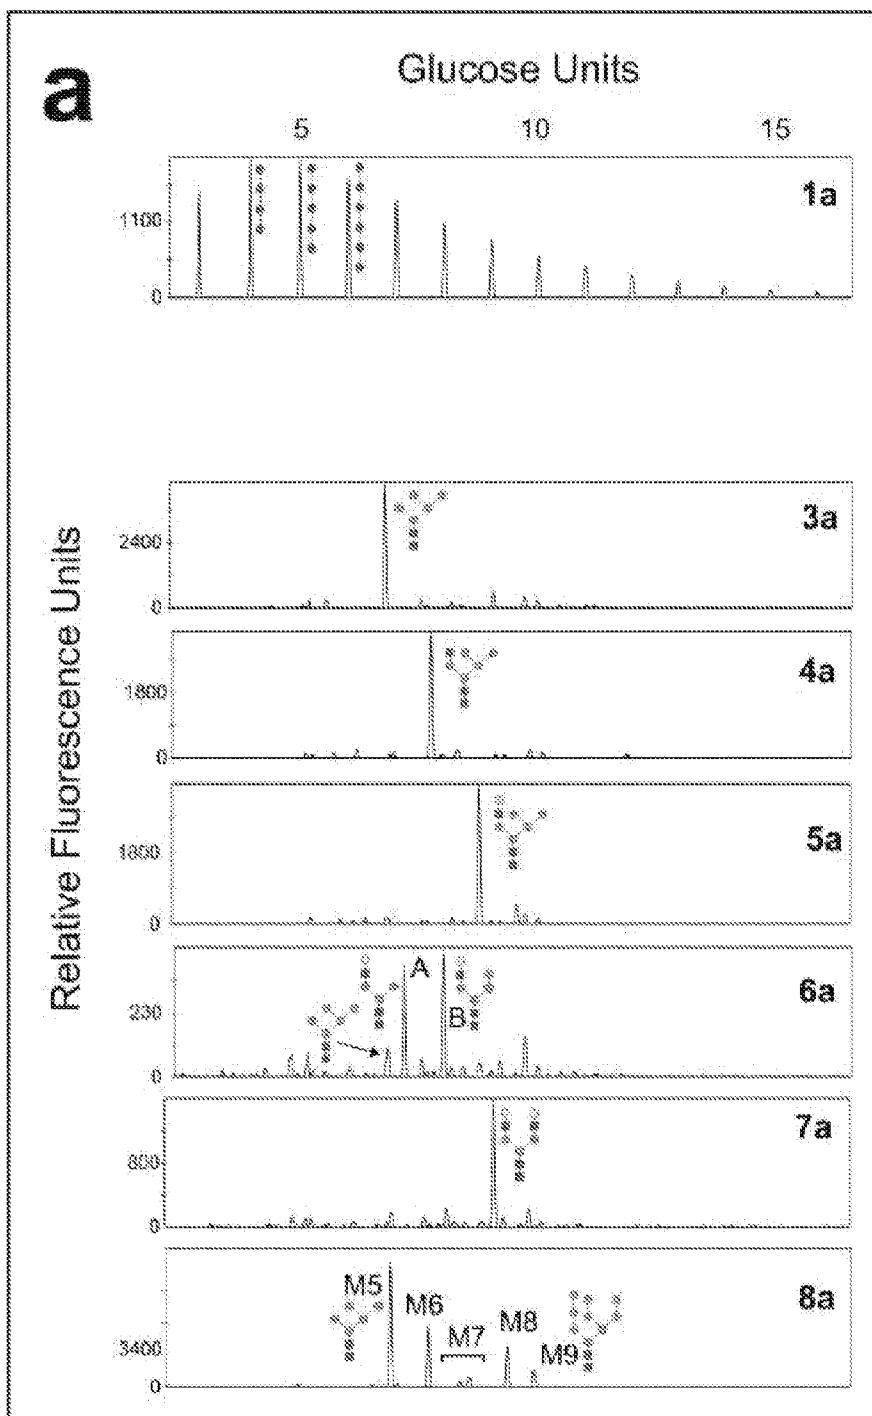 a
Glucose Units
5 10 15
1a
1100
0
Relative Fluorescence Units
3a
2400
0
4a
1800
0
5a
1800
0
6a
A
B
230
0
7a
800
0
8a
M5
M6
M7
M8
M9
3400
0